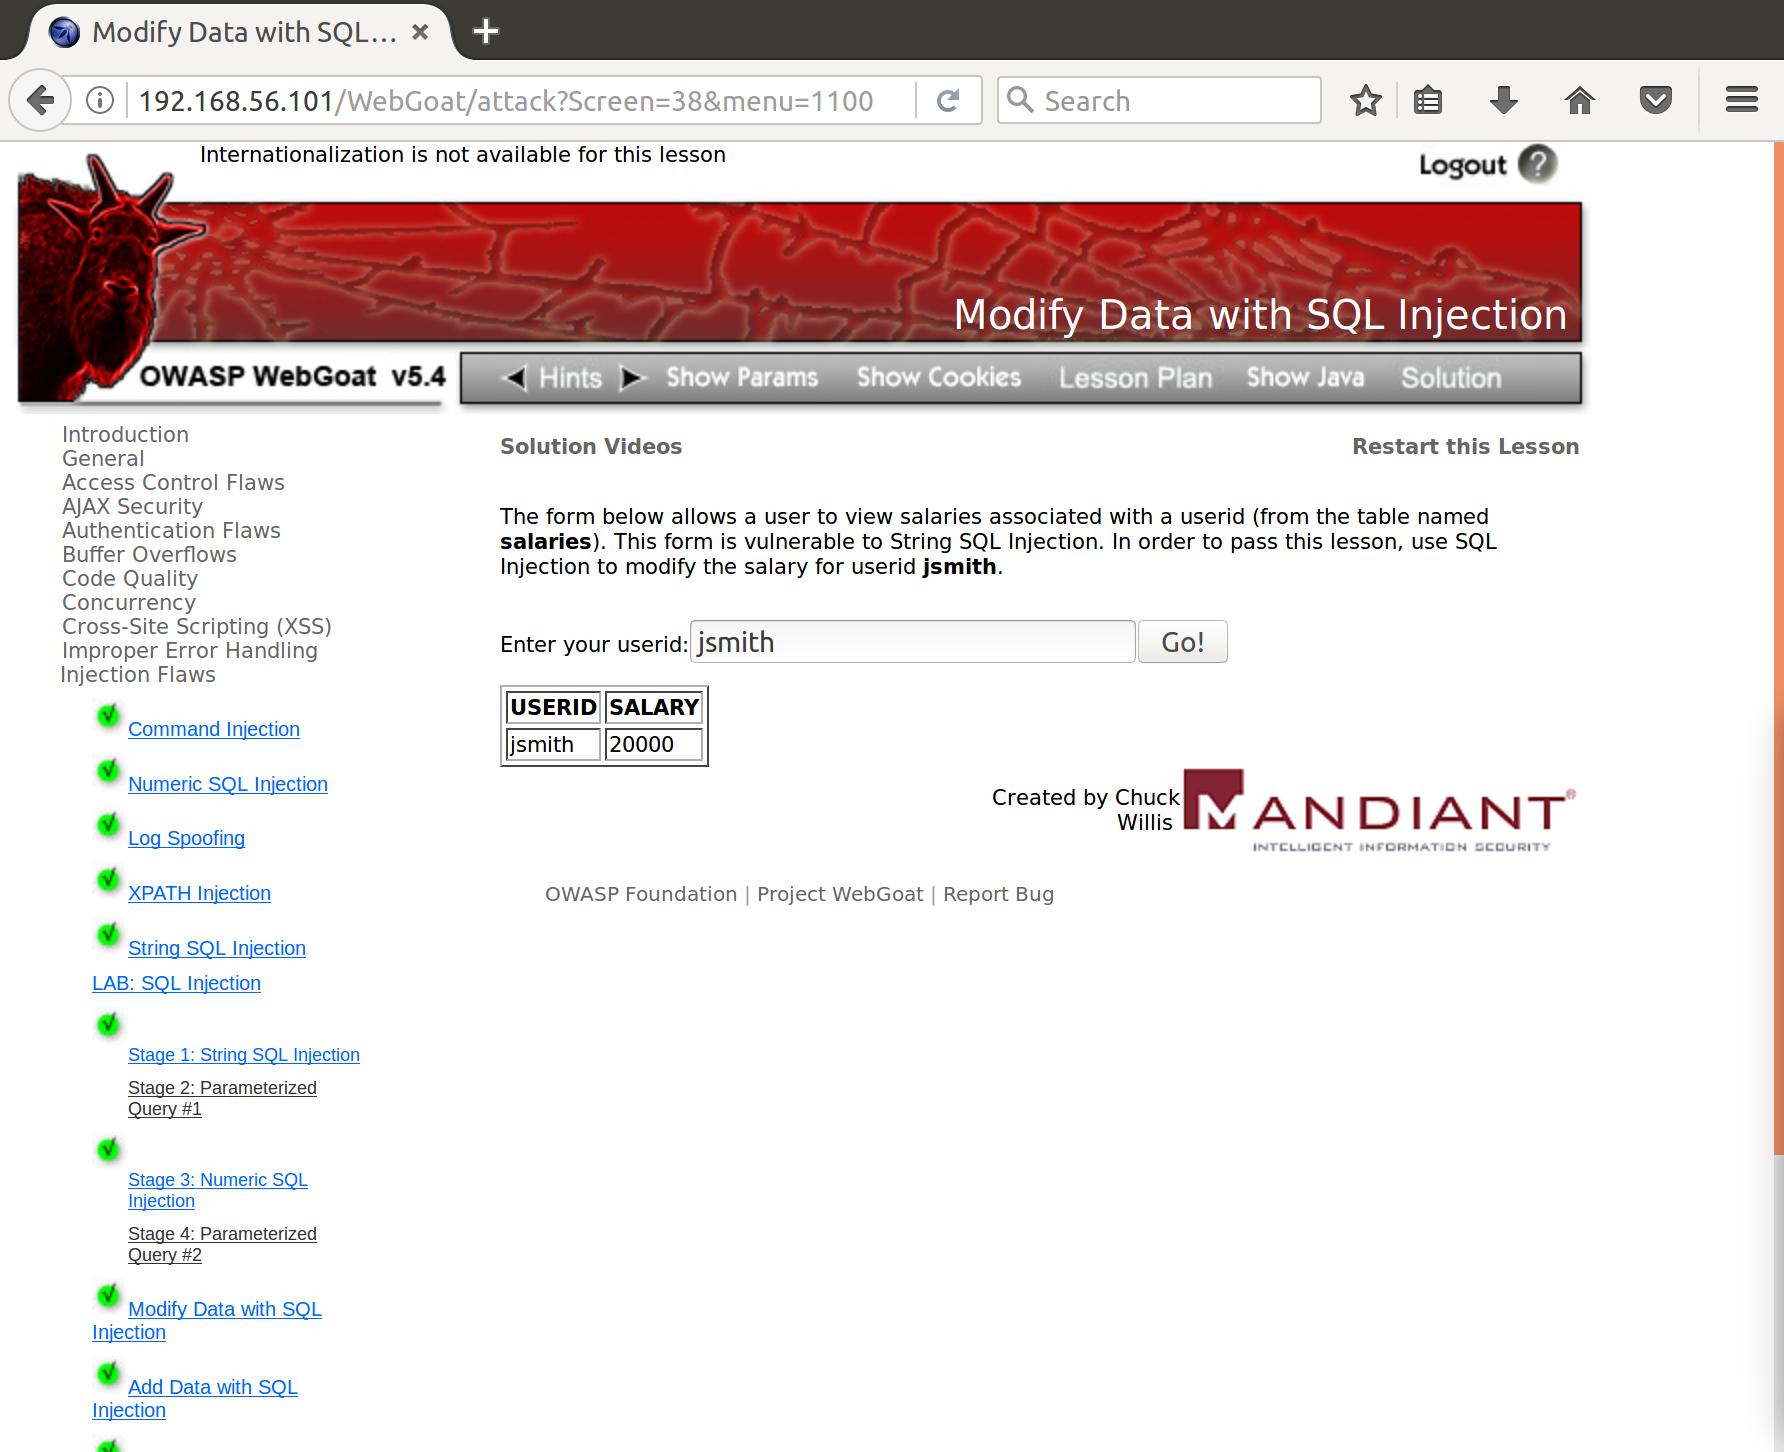 Modify Data with SQL... × +
192.168.56.101/WebGoat/attack?Screen=38&menu=1100
Search
Internationalization is not available for this lesson
Logout ?
Modify Data with SQL Injection
OWASP WebGoat v5.4
Hints
Show Params
Show Cookies
Lesson Plan
Show Java
Solution
Introduction
General
Access Control Flaws
AJAX Security
Authentication Flaws
Buffer Overflows
Code Quality
Concurrency
Cross-Site Scripting (XSS)
Improper Error Handling
Injection Flaws
Command Injection
Numeric SQL Injection
Log Spoofing
XPATH Injection
String SQL Injection
LAB: SQL Injection
Stage 1: String SQL Injection
Stage 2: Parameterized
Query #1
Stage 3: Numeric SQL
Injection
Stage 4: Parameterized
Query #2
Modify Data with SQL
Injection
Add Data with SQL
Injection
Solution Videos
Restart this Lesson
The form below allows a user to view salaries associated with a userid (from the table named
salaries). This form is vulnerable to String SQL Injection. In order to pass this lesson, use SQL
Injection to modify the salary for userid jsmith.
Enter your userid: jsmith Go!
USERID SALARY
jsmith 20000
Created by Chuck
Willis
MANDIANT®
INTELLIGENT INFORMATION SECURITY
OWASP Foundation | Project WebGoat | Report Bug